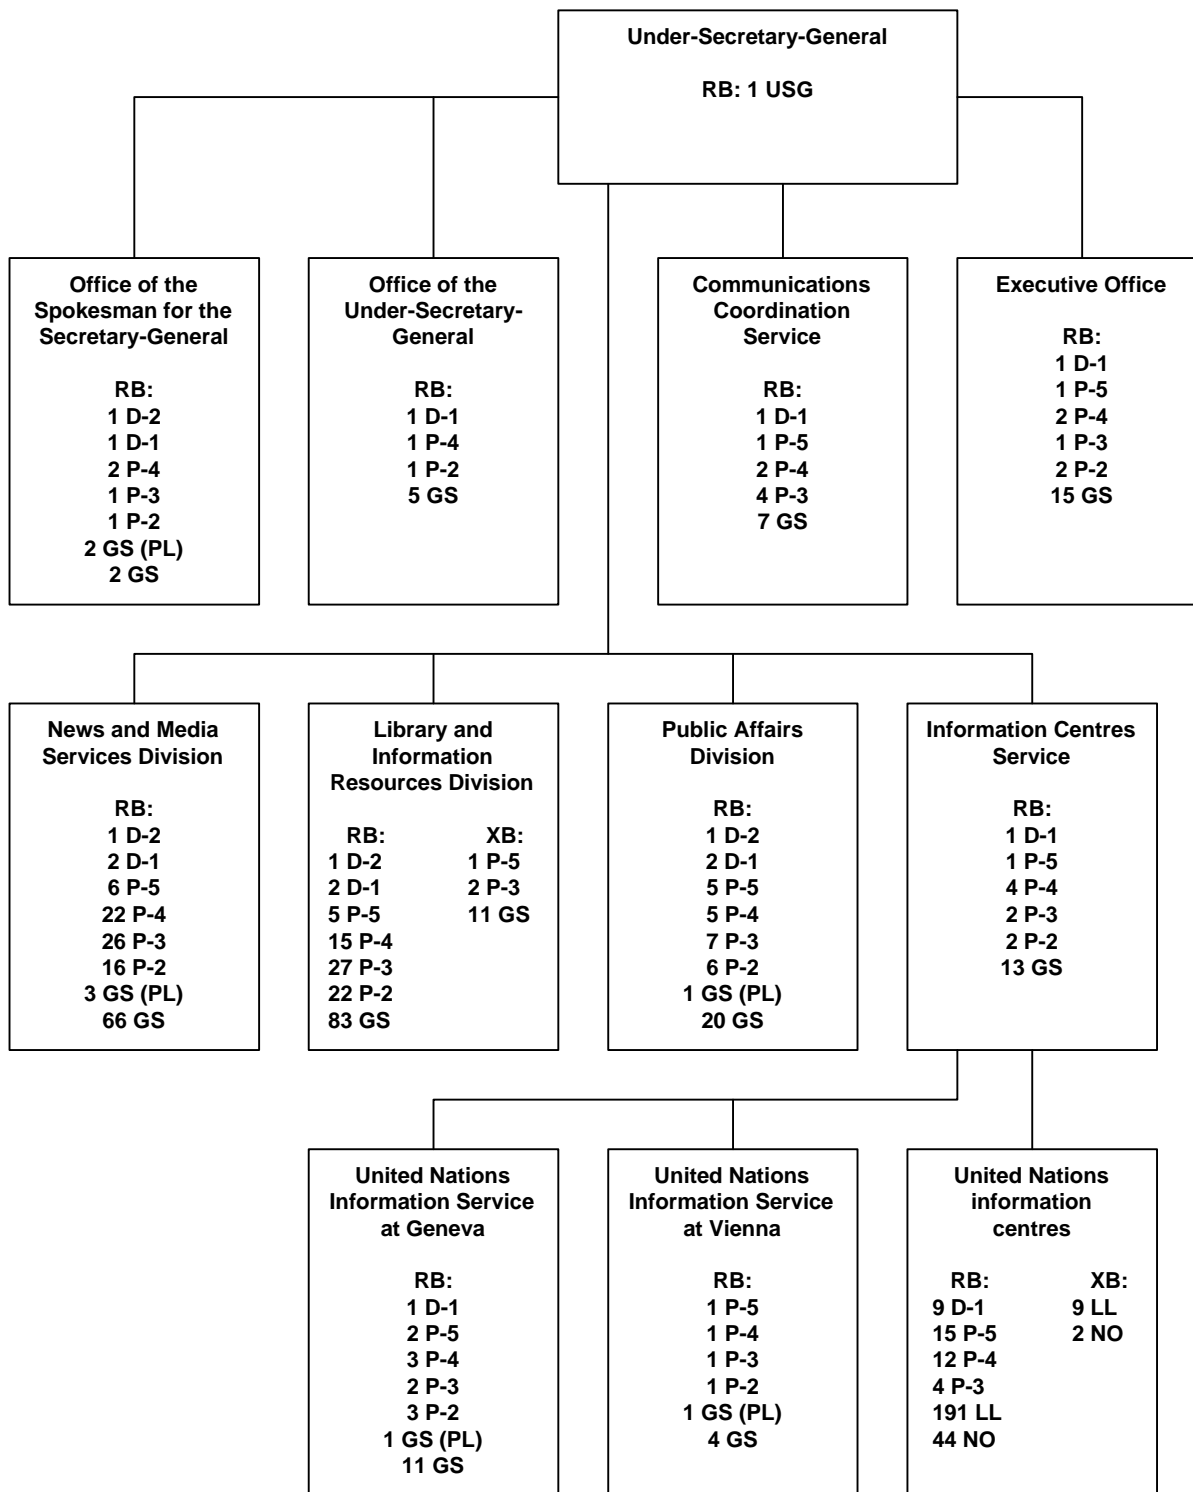 Under-Secretary-General
RB: 1 USG
Office of the
Spokesman for the
Secretary-General
RB:
1 D-2
1 D-1
2 P-4
1 P-3
1 P-2
2 GS (PL)
2 GS
Office of the
Under-Secretary-
General
RB:
1 D-1
1 P-4
1 P-2
5 GS
Communications
Coordination
Service
RB:
1 D-1
1 P-5
2 P-4
4 P-3
7 GS
Executive Office
RB:
1 D-1
1 P-5
2 P-4
1 P-3
2 P-2
15 GS
News and Media
Services Division
RB:
1 D-2
2 D-1
6 P-5
22 P-4
26 P-3
16 P-2
3 GS (PL)
66 GS
Library and
Information
Resources Division
RB:
1 D-2
2 D-1
5 P-5
15 P-4
27 P-3
22 P-2
83 GS
XB:
1 P-5
2 P-3
11 GS
Public Affairs
Division
RB:
1 D-2
2 D-1
5 P-5
5 P-4
7 P-3
6 P-2
1 GS (PL)
20 GS
Information Centres
Service
RB:
1 D-1
1 P-5
4 P-4
2 P-3
2 P-2
13 GS
United Nations
Information Service
at Geneva
RB:
1 D-1
2 P-5
3 P-4
2 P-3
3 P-2
1 GS (PL)
11 GS
United Nations
Information Service
at Vienna
RB:
1 P-5
1 P-4
1 P-3
1 P-2
1 GS (PL)
4 GS
United Nations
information
centres
RB:
9 D-1
15 P-5
12 P-4
4 P-3
191 LL
44 NO
XB:
9 LL
2 NO